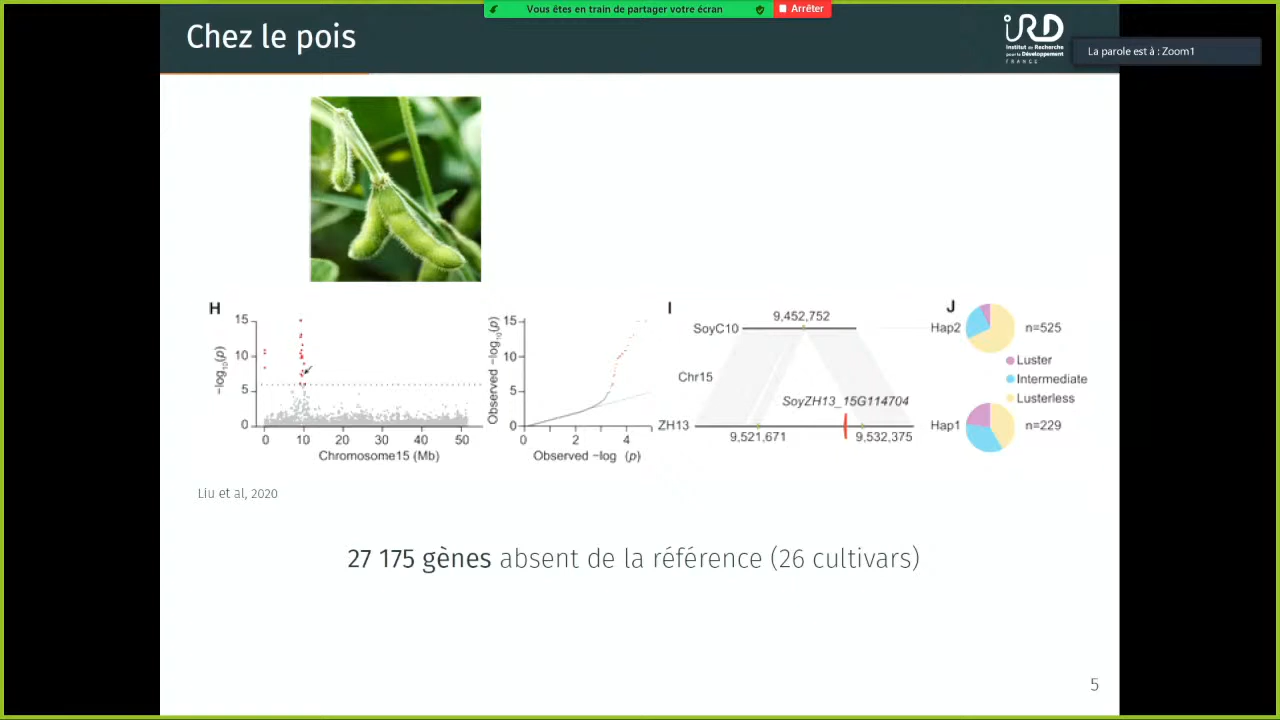 Vous êtes en train de partager votre écran
Arrêter
Chez le pois
iRD
Institut de Recherche
pour le Développement
FRANCE
La parole est à : Zoom1
H
15
10
5
0
−log10(p)
0 10 20 30 40 50
Chromosome15 (Mb)
15
10
5
0
Observed −log10(p)
0 2 4
Observed −log (p)
I
9,452,752
SoyC10
Chr15
SoyZH13_15G114704
ZH13
9,521,671
9,532,375
J
Hap2
n=525
Luster
Intermediate
Lusterless
Hap1
n=229
Liu et al, 2020
27 175 gènes absent de la référence (26 cultivars)
5